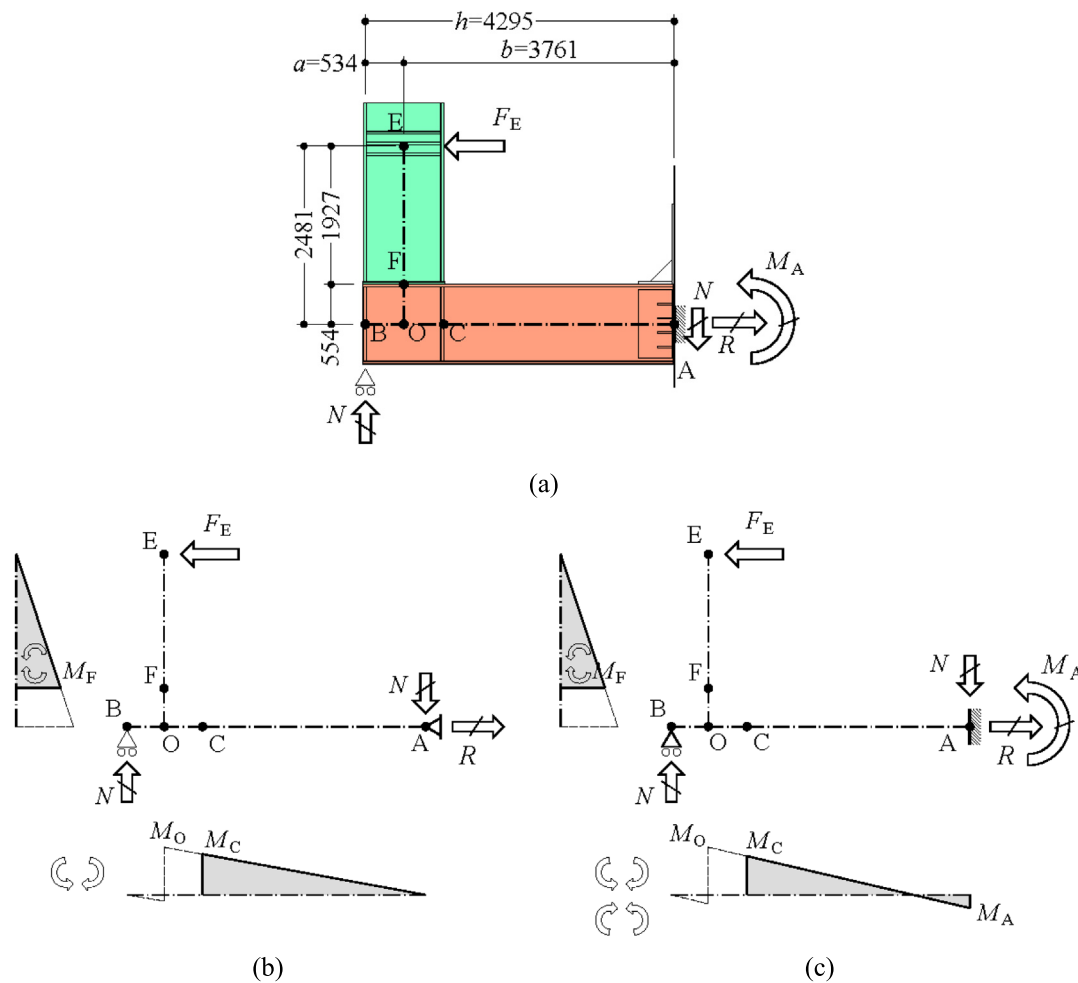 h=4295
b=3761
a=534
E
F_E
2481
1927
F
554
B
O
C
N
M_A
R
A
N
(a)
F_E
E
M_F
F
B
O
C
N
A
R
N
M_O
M_C
(b)
F_E
E
M_F
F
B
O
C
N
M_A
A
R
N
M_O
M_C
M_A
(c)